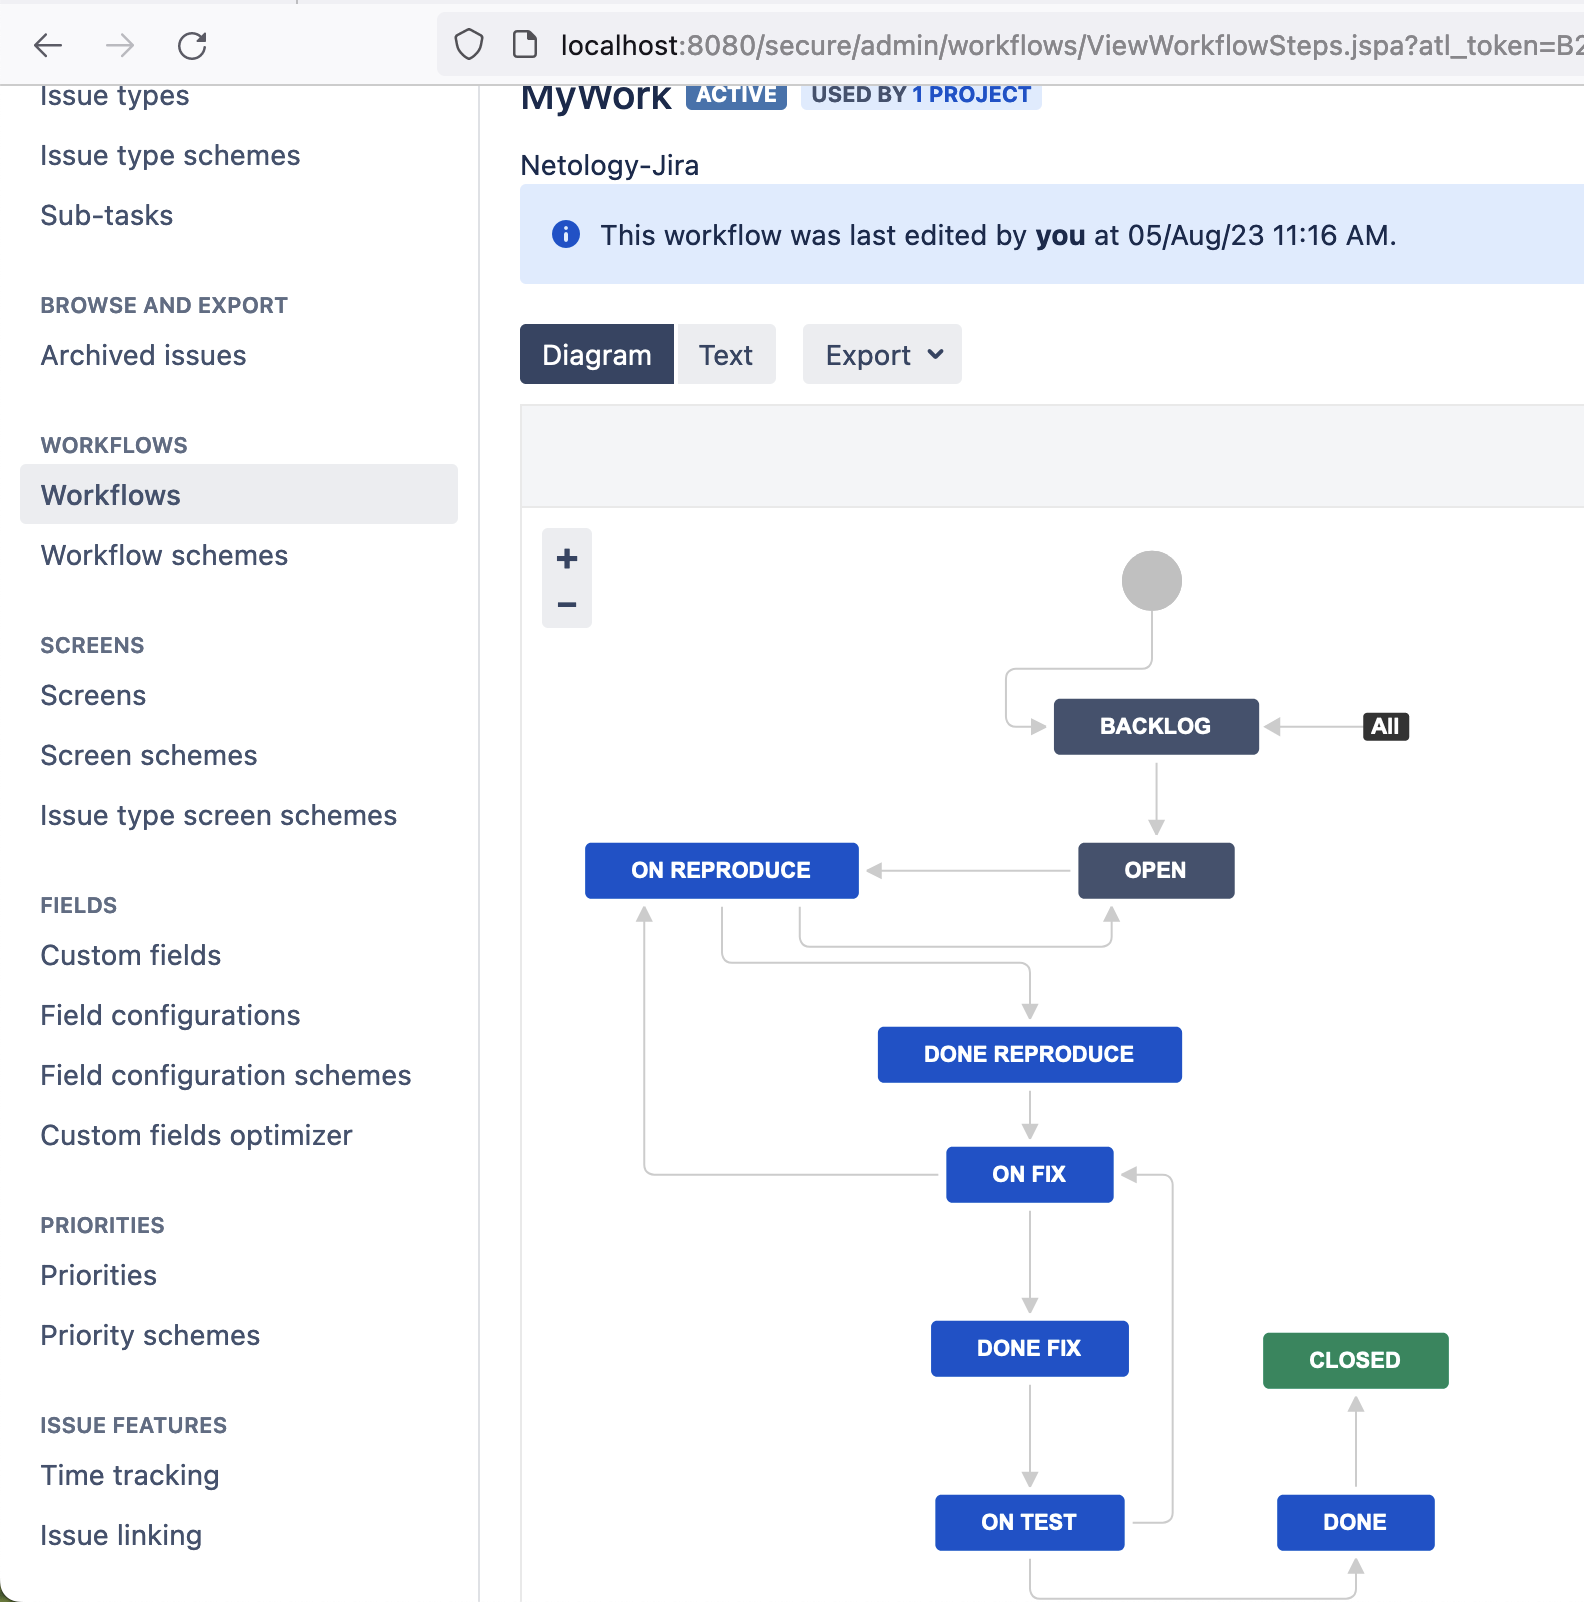 localhost:8080/secure/admin/workflows/ViewWorkflowSteps.jspa?atl_token=B2
Issue types
Issue type schemes
Sub-tasks
BROWSE AND EXPORT
Archived issues
WORKFLOWS
Workflows
Workflow schemes
SCREENS
Screens
Screen schemes
Issue type screen schemes
FIELDS
Custom fields
Field configurations
Field configuration schemes
Custom fields optimizer
PRIORITIES
Priorities
Priority schemes
ISSUE FEATURES
Time tracking
Issue linking
MyWork ACTIVE USED BY 1 PROJECT
Netology-Jira
This workflow was last edited by you at 05/Aug/23 11:16 AM.
Diagram Text Export
+
−
BACKLOG All
ON REPRODUCE OPEN
DONE REPRODUCE
ON FIX
DONE FIX
CLOSED
ON TEST DONE